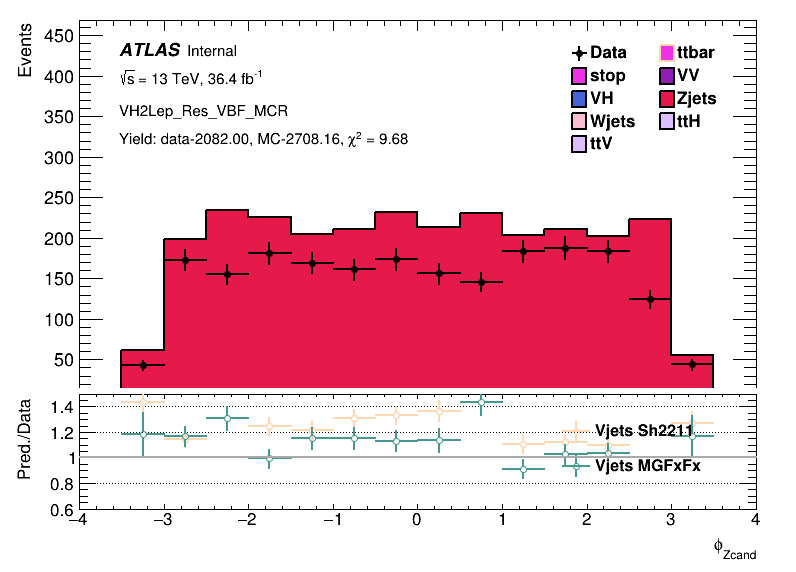 Events
450
400
350
300
250
200
150
100
50
ATLAS Internal
√s = 13 TeV, 36.4 fb⁻¹
VH2Lep_Res_VBF_MCR
Yield: data-2082.00, MC-2708.16, χ² = 9.68
Data
ttbar
stop
VV
VH
Zjets
Wjets
ttH
ttV
Pred./Data
1.4
1.2
1
0.8
0.6
Vjets Sh2211
Vjets MGFxFx
−4 −3 −2 −1 0 1 2 3 4
ϕ_Zcand